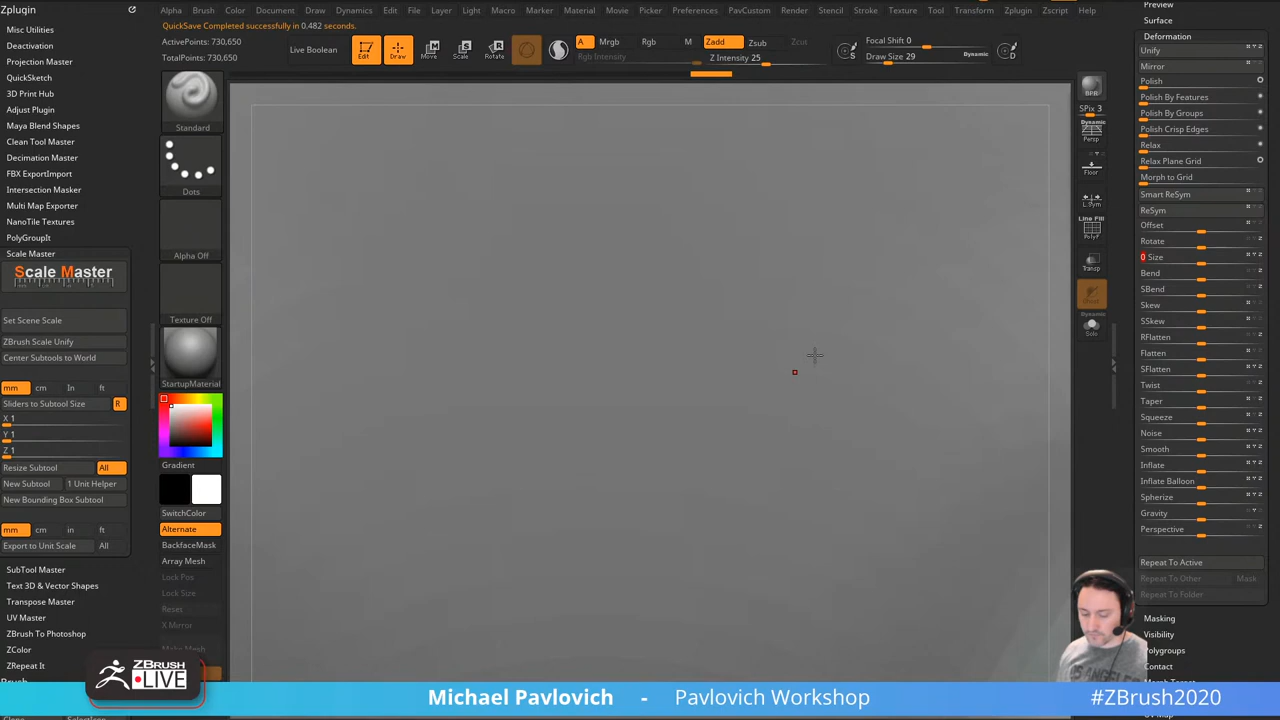 Zplugin
Misc Utilities
Deactivation
Projection Master
QuickSketch
3D Print Hub
Adjust Plugin
Maya Blend Shapes
Clean Tool Master
Decimation Master
FBX ExportImport
Intersection Masker
Multi Map Exporter
NanoTile Textures
PolyGroupIt
Scale Master
Scale Master
Set Scene Scale
ZBrush Scale Unify
Center Subtools to World
mm cm In ft
Sliders to Subtool Size R
X 1
Y 1
Z 1
Resize Subtool All
New Subtool 1 Unit Helper
New Bounding Box Subtool
mm cm in ft
Export to Unit Scale All
SubTool Master
Text 3D & Vector Shapes
Transpose Master
UV Master
ZBrush To Photoshop
ZColor
ZRepeat It
Alpha Brush Color Document Draw Dynamics Edit File Layer Light Macro Marker Material Movie Picker Preferences PavCustom Render Stencil Stroke Texture Tool Transform Zplugin Zscript Help
QuickSave Completed successfully in 0.482 seconds.
ActivePoints: 730,650
TotalPoints: 730,650
Live Boolean
Edit Draw Move Scale Rotate
A Mrgb Rgb M
Rgb Intensity
Zadd Zsub Zcut
Z Intensity 25
S
Focal Shift 0
Draw Size 29
Dynamic
D
Standard
Dots
Alpha Off
Texture Off
StartupMaterial
Gradient
SwitchColor
Alternate
BackfaceMask
Array Mesh
Lock Pos
Lock Size
Reset
X Mirror
Make Mesh
BPR
SPix 3
Dynamic
Persp
Floor
L.Sym
Line Fill
PolyF
Transp
Ghost
Dynamic
Solo
Preview
Surface
Deformation
Unify
Mirror
Polish
Polish By Features
Polish By Groups
Polish Crisp Edges
Relax
Relax Plane Grid
Morph to Grid
Smart ReSym
ReSym
Offset
Rotate
0 Size
Bend
SBend
Skew
SSkew
RFlatten
Flatten
SFlatten
Twist
Taper
Squeeze
Noise
Smooth
Inflate
Inflate Balloon
Spherize
Gravity
Perspective
Repeat To Active
Repeat To Other Mask
Repeat To Folder
Masking
Visibility
Polygroups
Contact
ZBRUSH
LIVE
Michael Pavlovich - Pavlovich Workshop #ZBrush2020